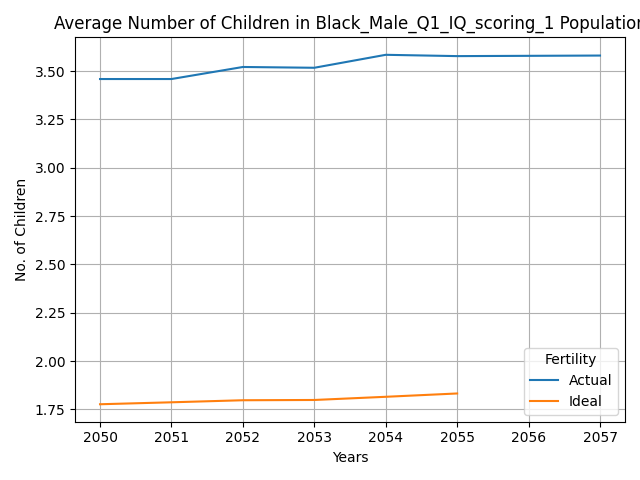 Average Number of Children in Black_Male_Q1_IQ_scoring_1 Population
3.50
3.25
3.00
2.75
2.50
2.25
2.00
1.75
No. of Children
2050 2051 2052 2053 2054 2055 2056 2057
Years
Fertility
Actual
Ideal